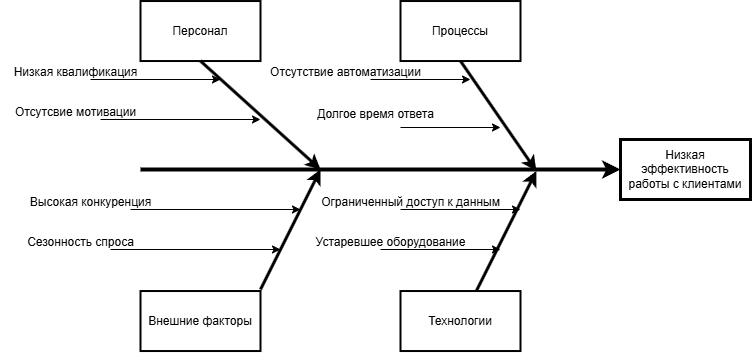 Персонал
Процессы
Низкая квалификация
Отсутствие автоматизации
Отсутсвие мотивации
Долгое время ответа
Низкая
эффективность
работы с клиентами
Высокая конкуренция
Ограниченный доступ к данным
Сезонность спроса
Устаревшее оборудование
Внешние факторы
Технологии